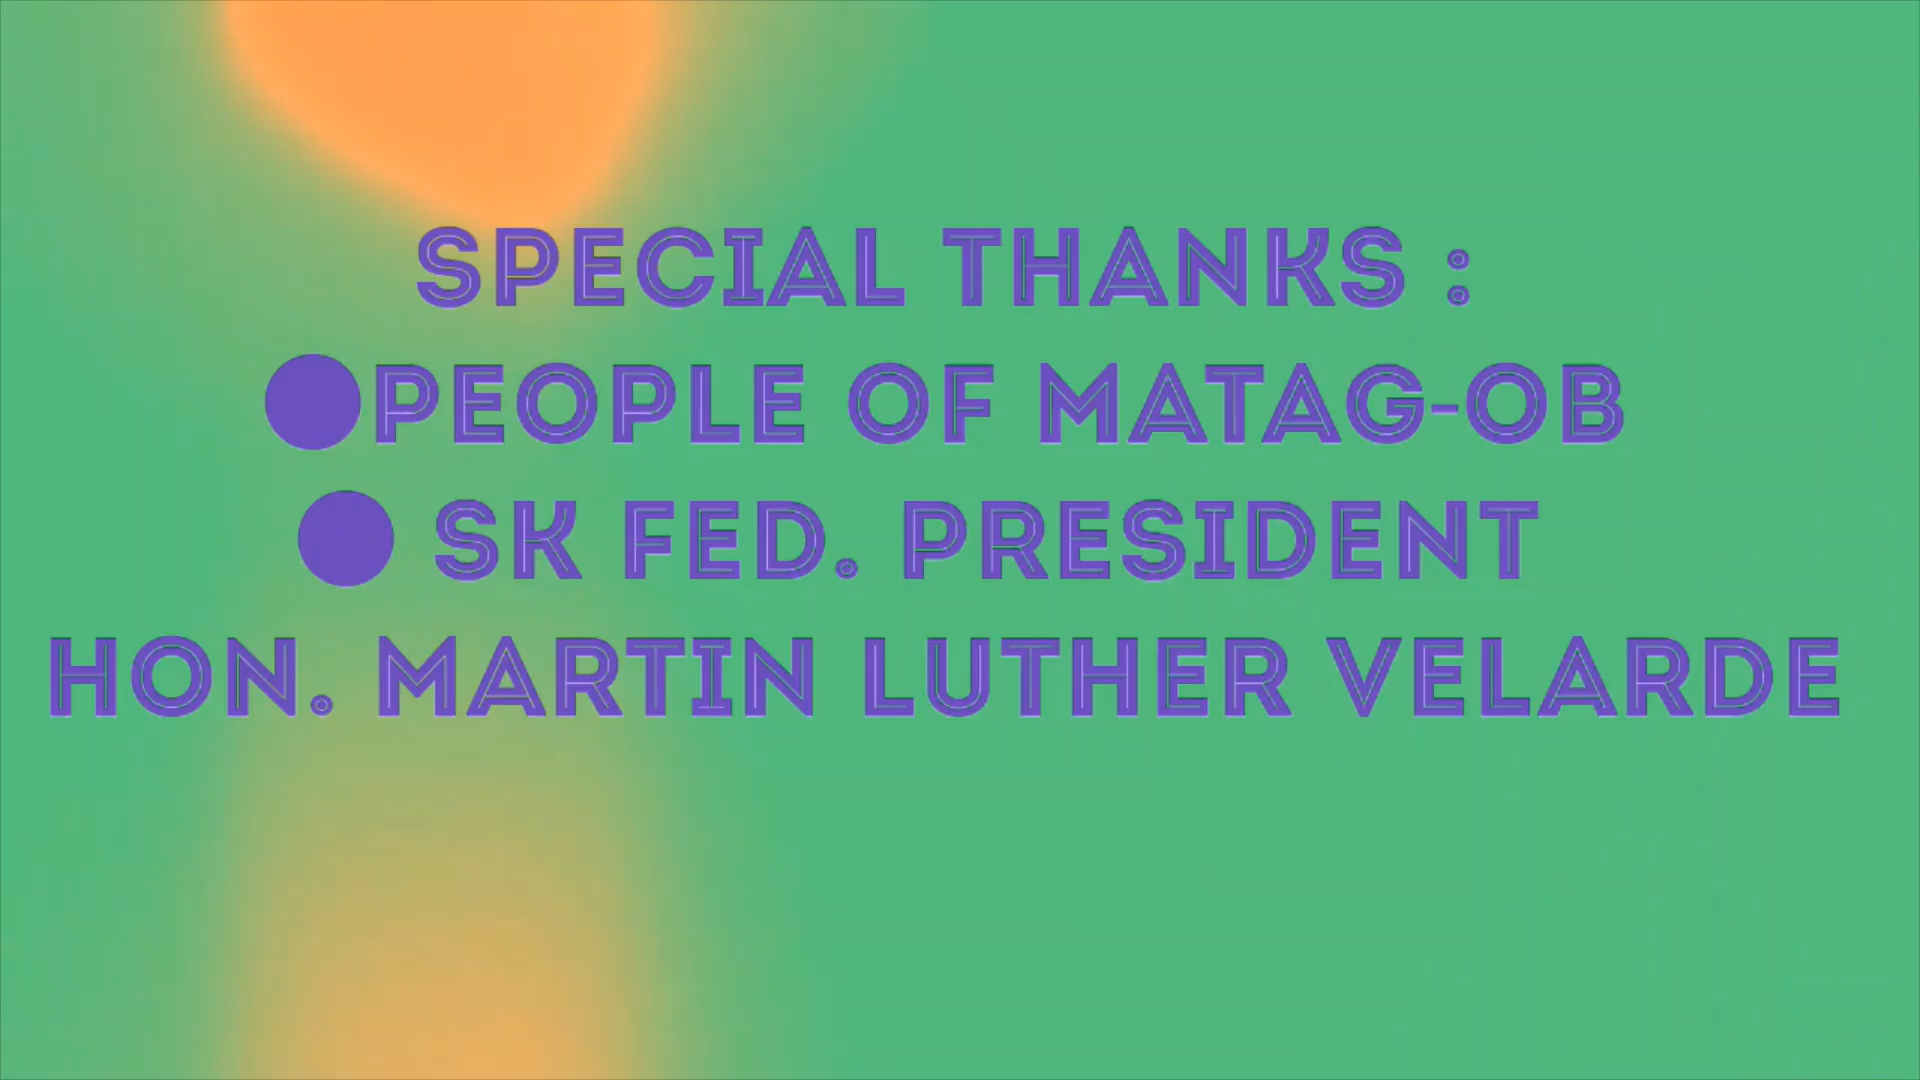 SPECIAL THANKS :
●PEOPLE OF MATAG-OB
● SK FED. PRESIDENT
HON. MARTIN LUTHER VELARDE